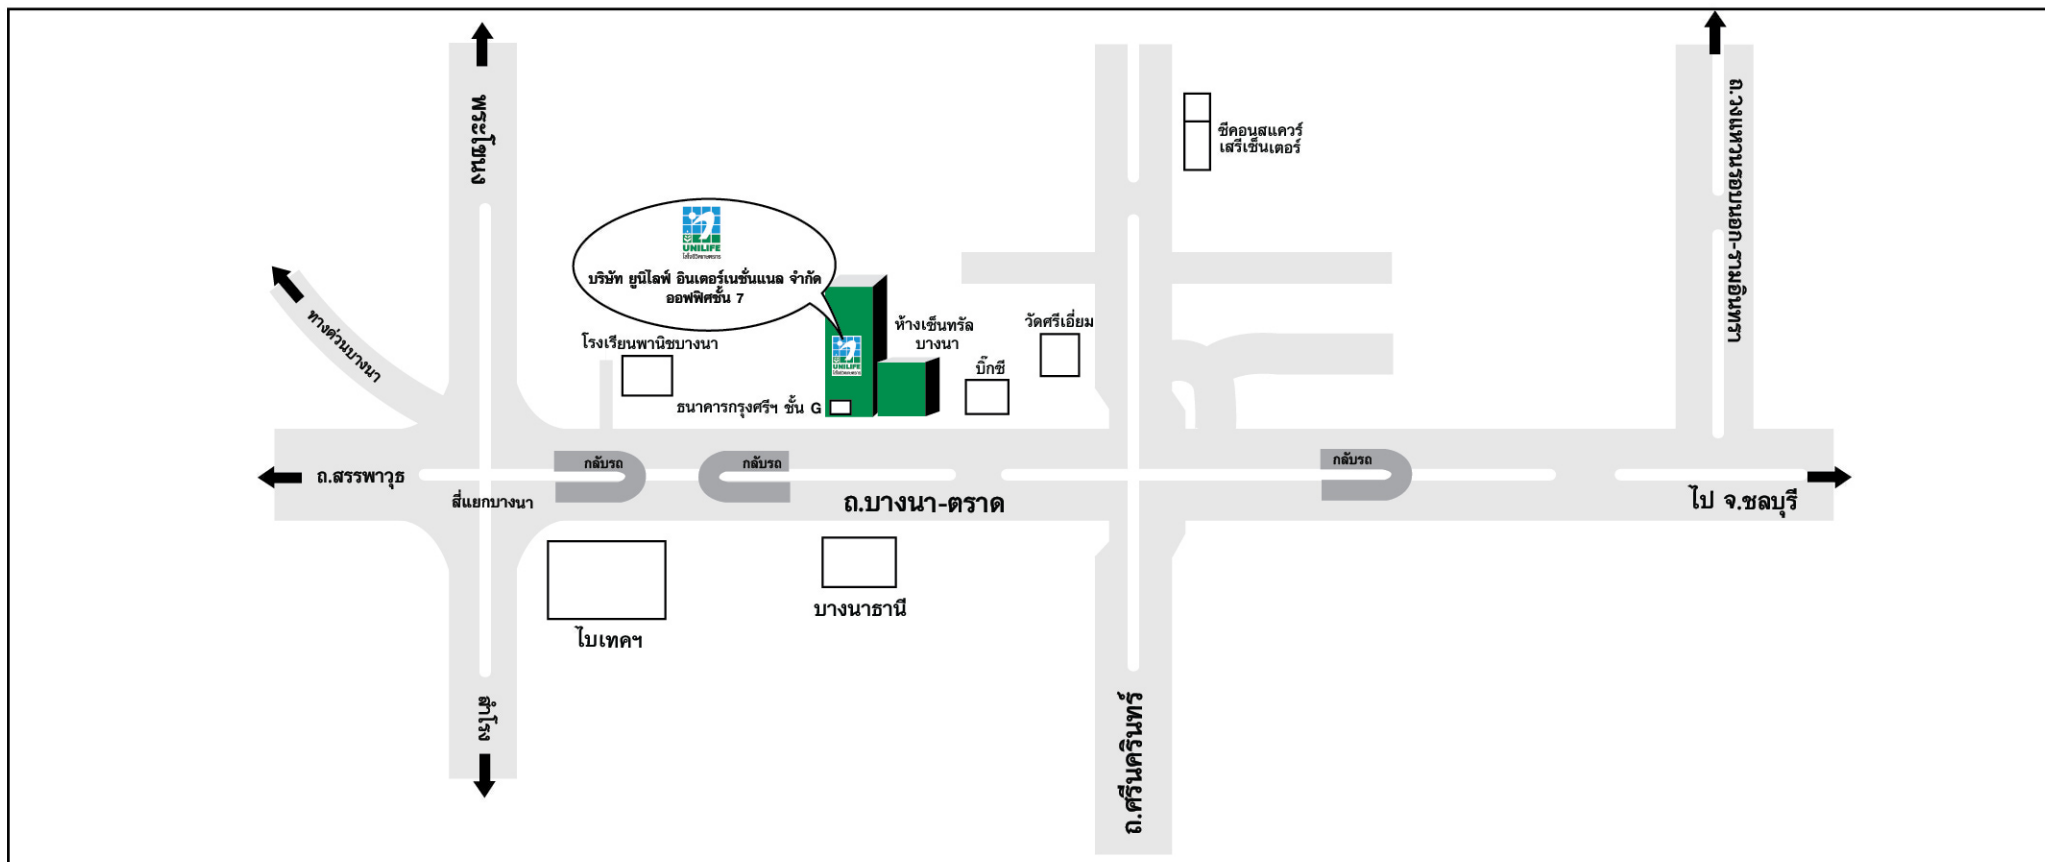 พระโขนง
ถ.วงแหวนรอบนอก-รามอินทรา
ซีคอนสแควร์
เสรีเซ็นเตอร์
UNILIFE
บริษัท ยูนิไลฟ์ อินเตอร์เนชั่นแนล จำกัด
ออฟฟิศชั้น 7
ทางด่วนบางนา
โรงเรียนพานิชบางนา
ห้างเซ็นทรัล
บางนา
วัดศรีเอี่ยม
บิ๊กซี
UNILIFE
ธนาคารกรุงศรีฯ ชั้น G
กลับรถ
กลับรถ
กลับรถ
ถ.สรรพาวุธ
สี่แยกบางนา
ถ.บางนา-ตราด
ไป จ.ชลบุรี
ไบเทคฯ
บางนาธานี
สำโรง
ถ.ศรีนครินทร์